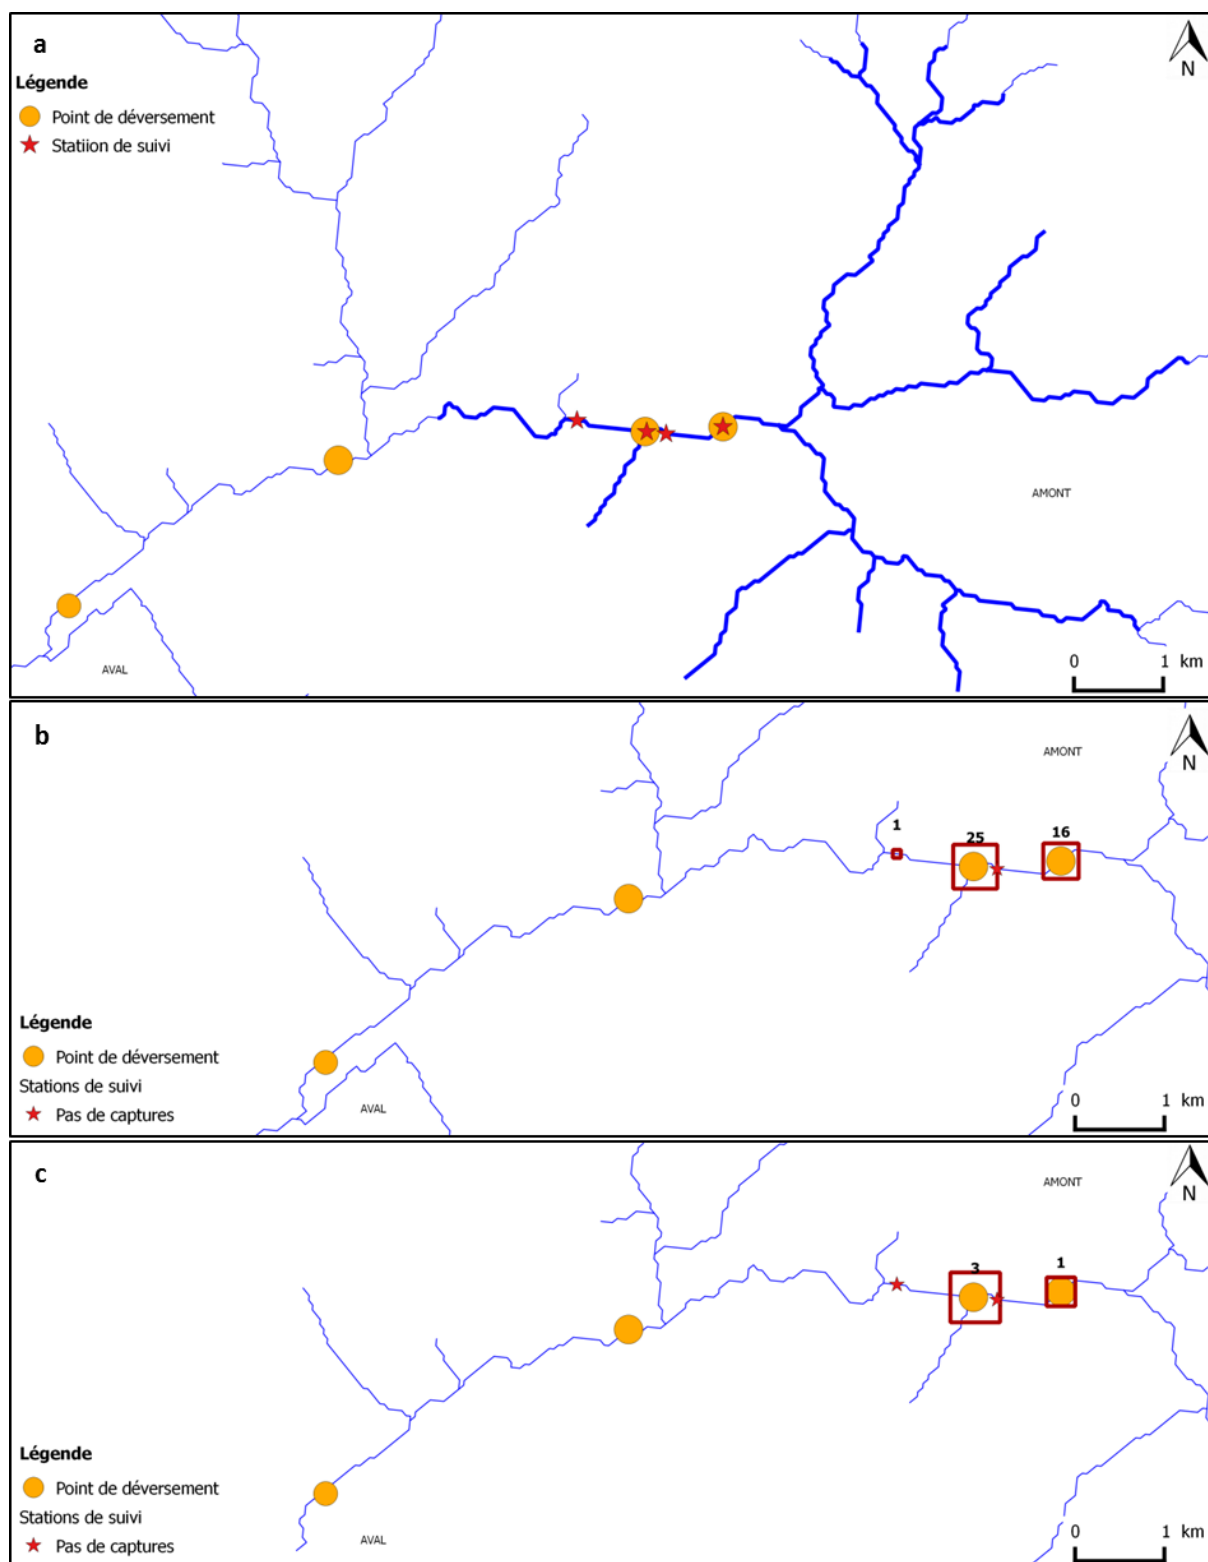 a
N
Légende
Point de déversement
Statiion de suivi
AMONT
AVAL
0 1 km
b
AMONT
N
1 25 16
Légende
Point de déversement
Stations de suivi
Pas de captures
AVAL
0 1 km
c
AMONT
N
3 1
Légende
Point de déversement
Stations de suivi
Pas de captures
AVAL
0 1 km